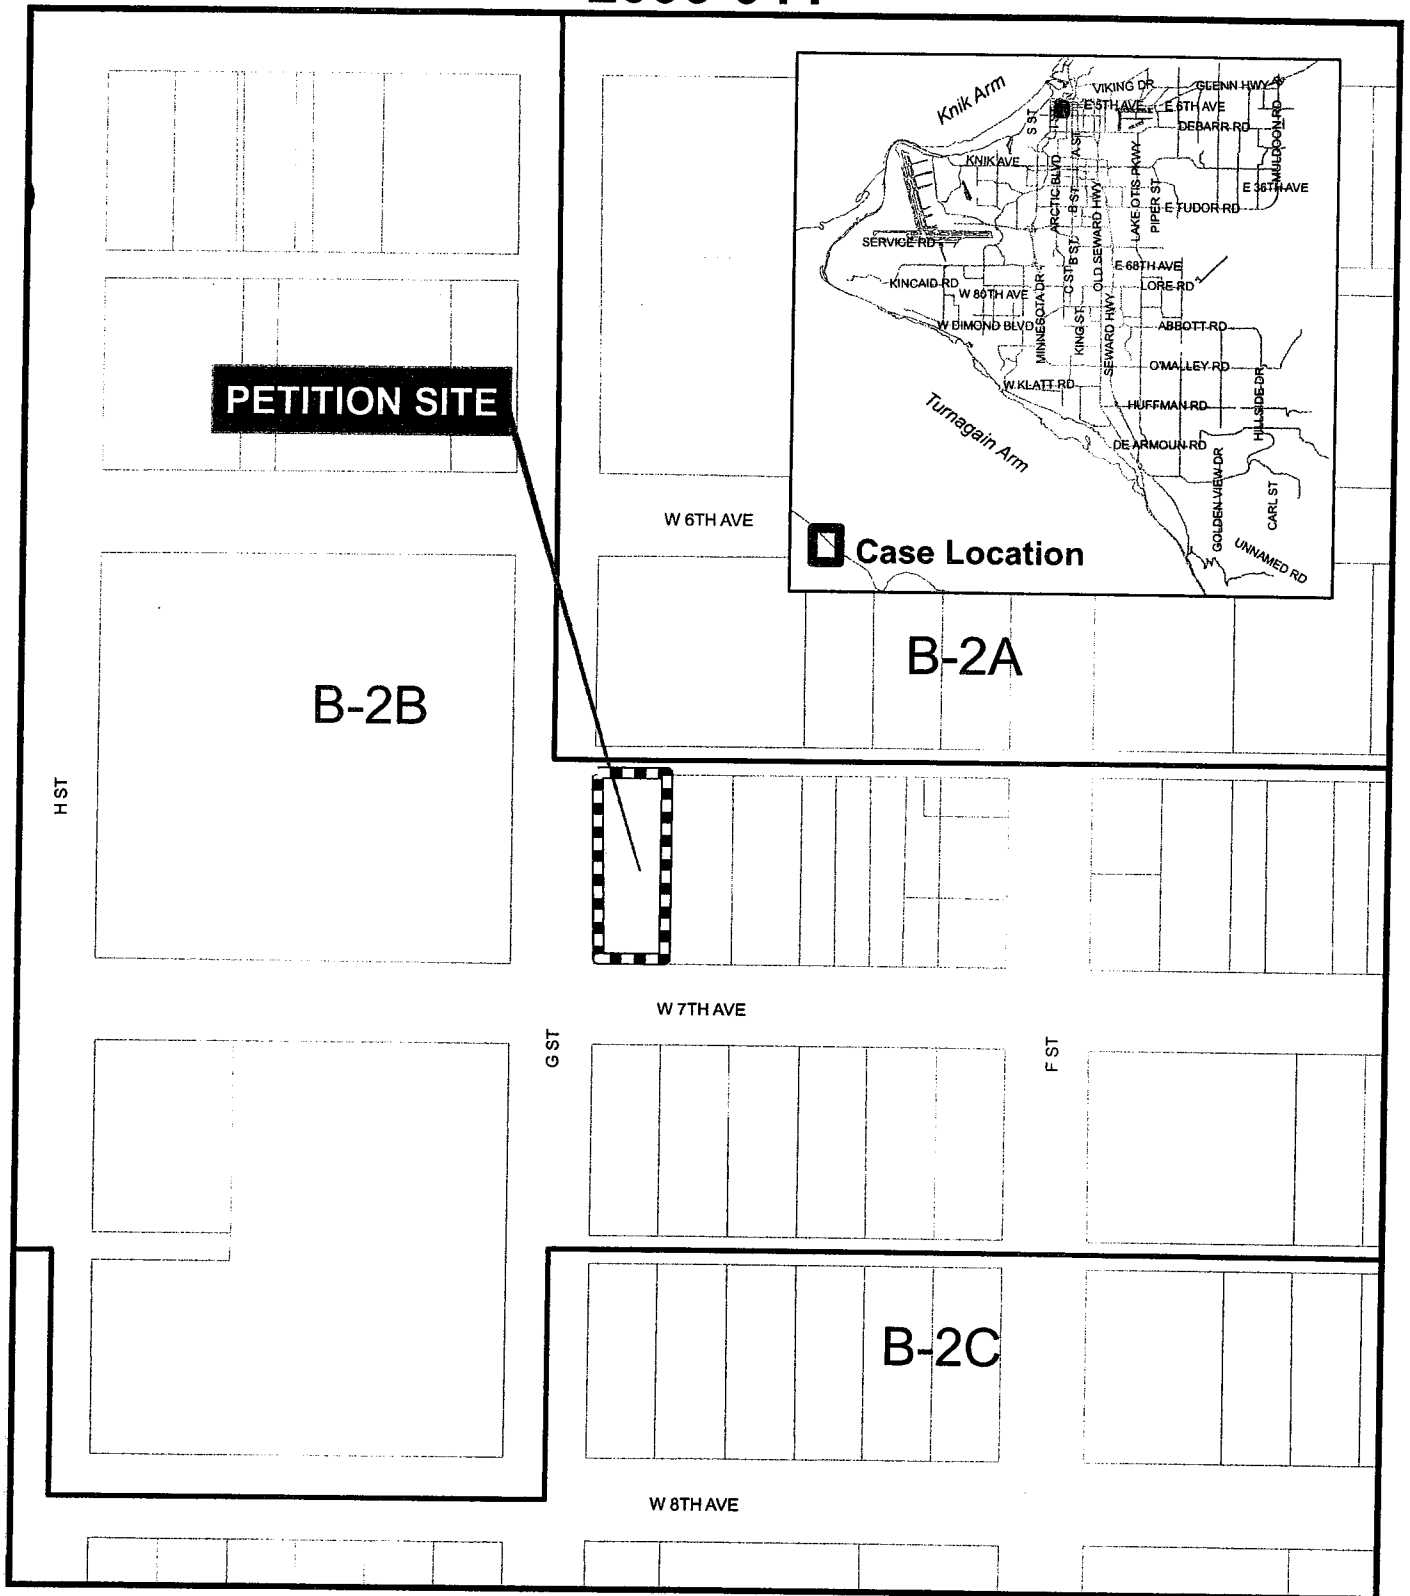 Knik Arm
VIKING DR
GLENN HWY
E 5TH AVE
E 6TH AVE
DEBARR RD
S ST
I ST
A ST
MULDOON RD
KNIK AVE
ARCTIC BLVD
B ST
OLD SEWARD HWY
LAKE OTIS PKWY
PIPER ST
E 36TH AVE
E TUDOR RD
SERVICE RD
C ST
B ST
E 68TH AVE
KINCAID RD
W 80TH AVE
LORE RD
MINNESOTA DR
KING ST
SEWARD HWY
W DIMOND BLVD
ABBOTT RD
O'MALLEY RD
W KLATT RD
HILLSIDE DR
HUFFMAN RD
Turnagain Arm
DE ARMOUN RD
GOLDEN VIEW DR
CARL ST
UNNAMED RD
Case Location
PETITION SITE
W 6TH AVE
B-2A
B-2B
H ST
W 7TH AVE
G ST
F ST
B-2C
W 8TH AVE